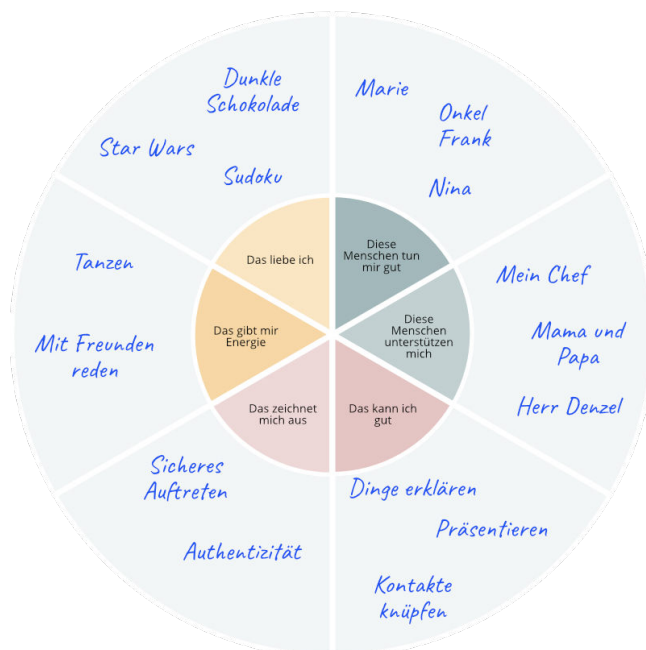 Dunkle
Schokolade
Star Wars
Sudoku
Marie
Onkel
Frank
Nina
Das liebe ich
Diese
Menschen tun
mir gut
Tanzen
Mit Freunden
reden
Das gibt mir
Energie
Diese
Menschen
unterstützen
mich
Mein Chef
Mama und
Papa
Herr Denzel
Das zeichnet
mich aus
Das kann ich
gut
Sicheres
Auftreten
Authentizität
Dinge erklären
Präsentieren
Kontakte
knüpfen